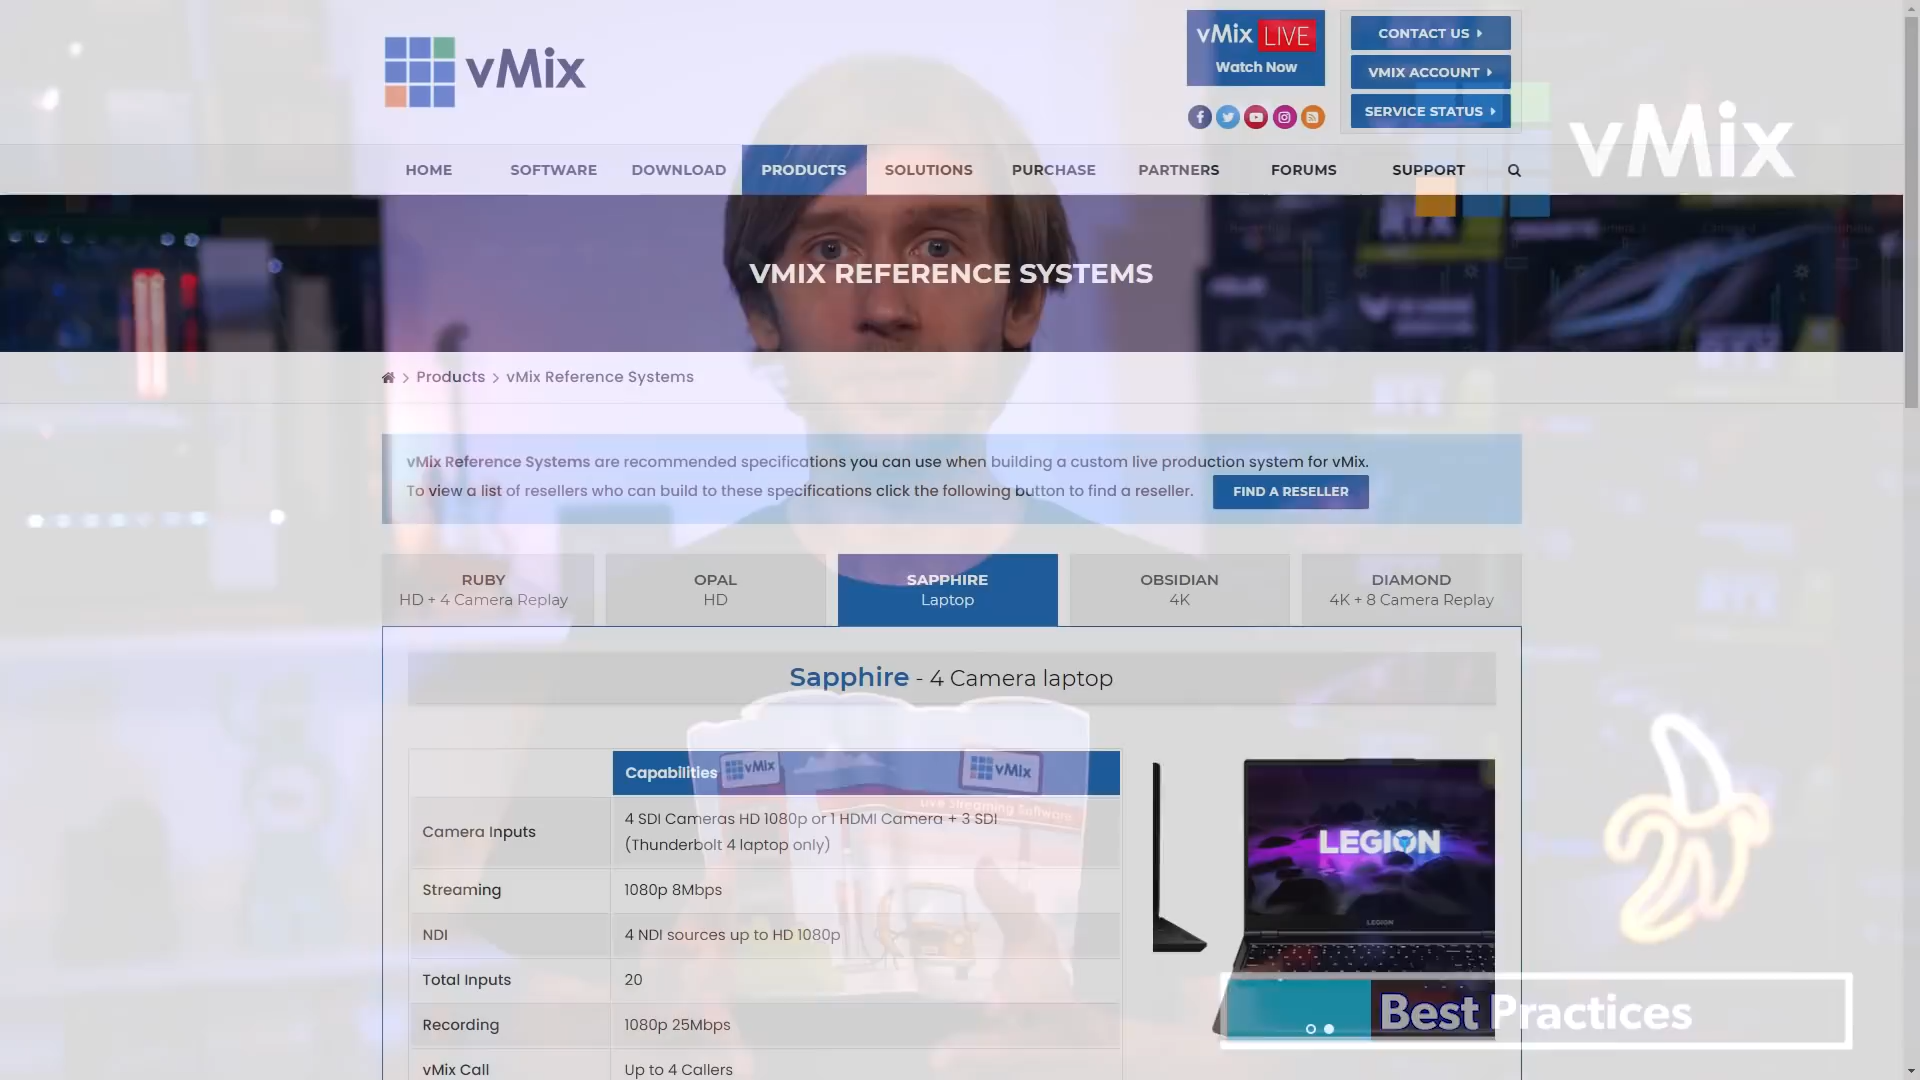 vMix
vMix LIVE
Watch Now
CONTACT US
VMIX ACCOUNT
SERVICE STATUS
vMix
HOME
SOFTWARE
DOWNLOAD
PRODUCTS
SOLUTIONS
PURCHASE
PARTNERS
FORUMS
SUPPORT
VMIX REFERENCE SYSTEMS
Products
vMix Reference Systems
vMix Reference Systems are recommended specifications you can use when building a custom live production system for vMix.
To view a list of resellers who can build to these specifications click the following button to find a reseller.
FIND A RESELLER
RUBY
HD + 4 Camera Replay
OPAL
HD
SAPPHIRE
Laptop
OBSIDIAN
4K
DIAMOND
4K + 8 Camera Replay
Sapphire - 4 Camera laptop
Capabilities
vMix
vMix
Live Streaming Software
Camera Inputs
4 SDI Cameras HD 1080p or 1 HDMI Camera + 3 SDI
(Thunderbolt 4 laptop only)
Streaming
1080p 8Mbps
NDI
4 NDI sources up to HD 1080p
Total Inputs
20
Recording
1080p 25Mbps
vMix Call
Up to 4 Callers
LEGION
LEGION
Best Practices